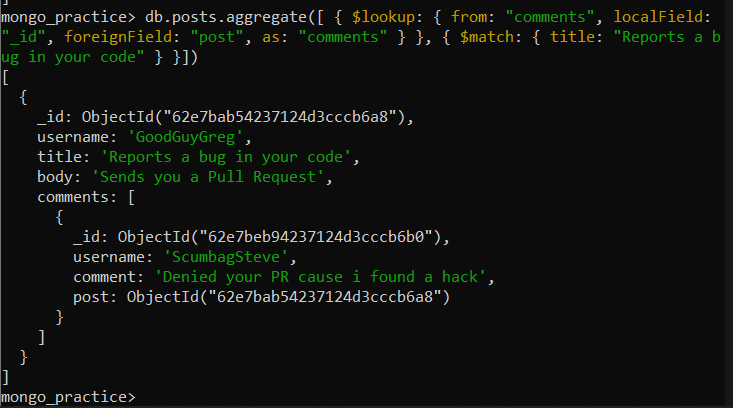 ]
mongo_practice> db.posts.aggregate([ { $lookup: { from: "comments", localField:
"_id", foreignField: "post", as: "comments" } }, { $match: { title: "Reports a b
ug in your code" } }])
[
  {
    _id: ObjectId("62e7bab54237124d3cccb6a8"),
    username: 'GoodGuyGreg',
    title: 'Reports a bug in your code',
    body: 'Sends you a Pull Request',
    comments: [
      {
        _id: ObjectId("62e7beb94237124d3cccb6b0"),
        username: 'ScumbagSteve',
        comment: 'Denied your PR cause i found a hack',
        post: ObjectId("62e7bab54237124d3cccb6a8")
      }
    ]
  }
]
mongo_practice>